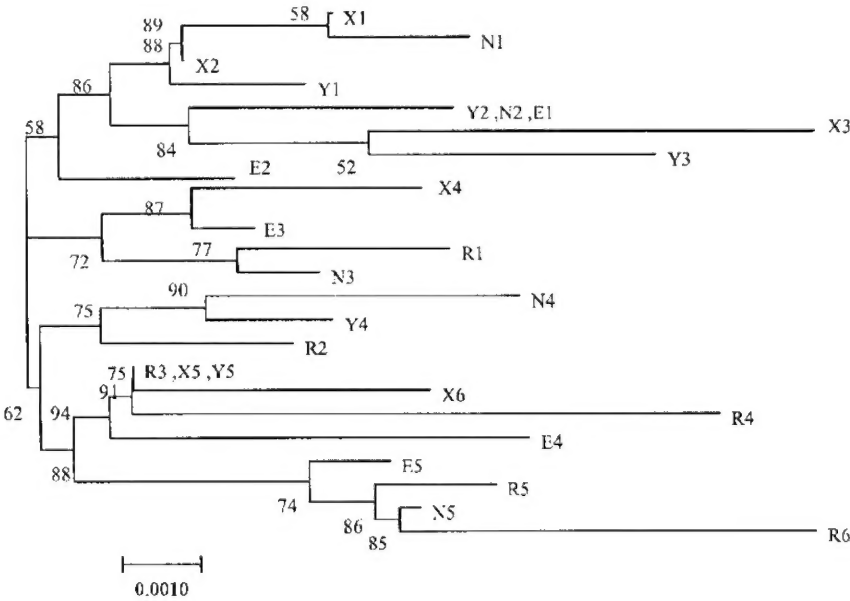 58 X1
89
N1
88
X2
86
Y1
Y2 ,N2 ,E1
X3
58
84
52
Y3
E2
X4
87
E3
77
R1
72
N3
90
N4
75
Y4
R2
75 R3 ,X5 ,Y5
91
X6
62 94
R4
E4
88
E5
74
R5
86
N5
85
R6
0.0010